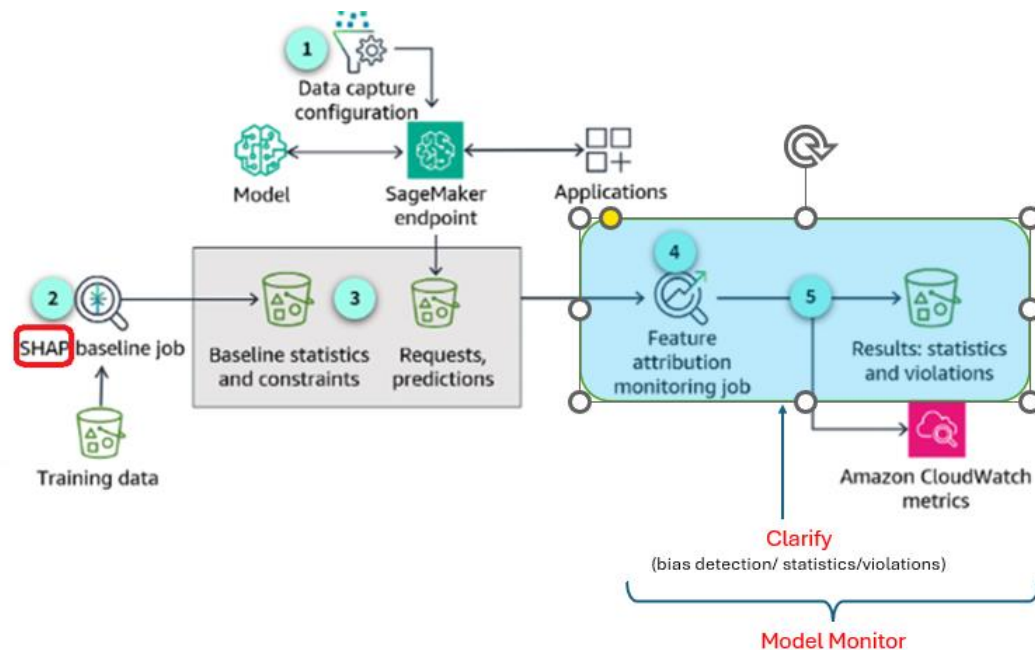 1
Data capture
configuration
Model
SageMaker
endpoint
Applications
2
SHAP baseline job
3
Baseline statistics
and constraints
Requests,
predictions
4
Feature
attribution
monitoring job
5
Results: statistics
and violations
Training data
Amazon CloudWatch
metrics
Clarify
(bias detection/ statistics/violations)
Model Monitor